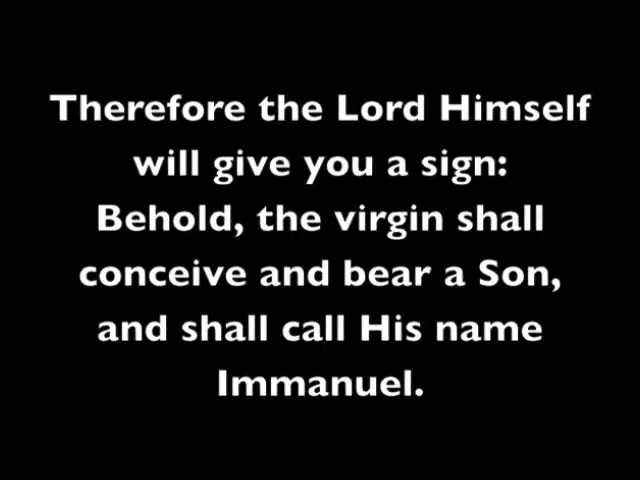 Therefore the Lord Himself
will give you a sign:
Behold, the virgin shall
conceive and bear a Son,
and shall call His name
Immanuel.